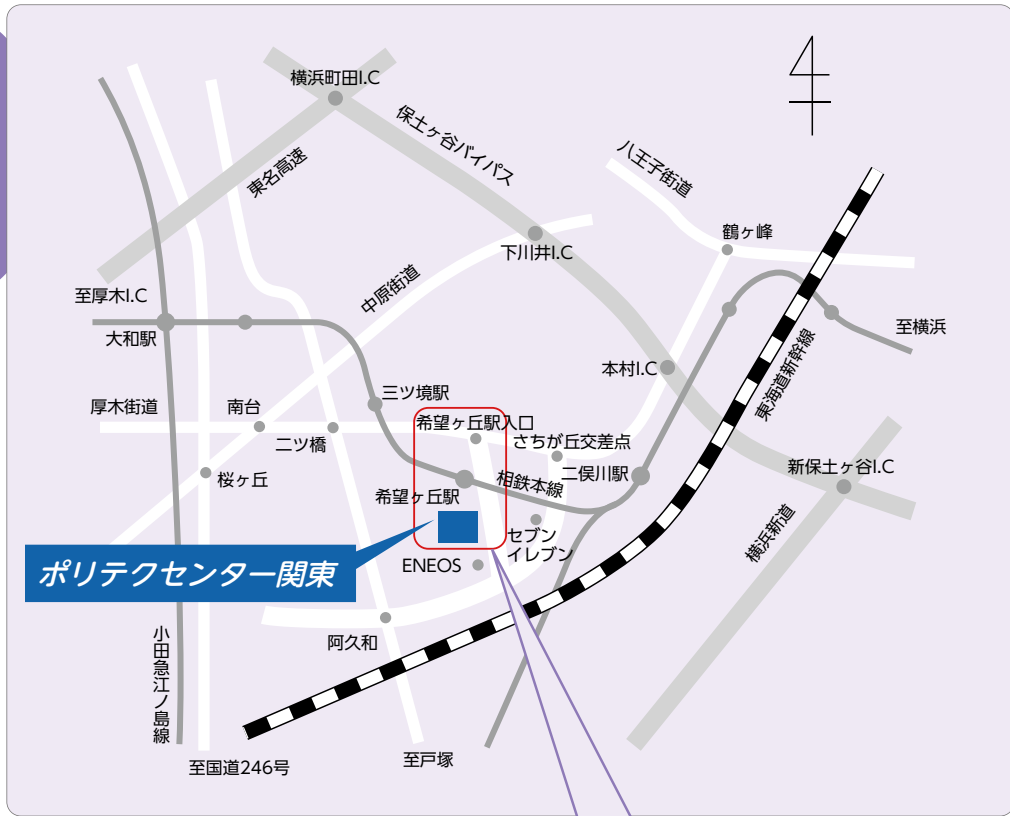 横浜町田I.C
保土ヶ谷バイパス
八王子街道
東名高速
鶴ヶ峰
下川井I.C
中原街道
至厚木I.C
大和駅
至横浜
東海道新幹線
本村I.C
三ツ境駅
厚木街道
南台
希望ヶ丘駅入口
二ツ橋
さちが丘交差点
二俣川駅
新保土ヶ谷I.C
桜ヶ丘
相鉄本線
希望ヶ丘駅
横浜新道
セブン
イレブン
ENEOS
ポリテクセンター関東
阿久和
小田急江ノ島線
至戸塚
至国道246号